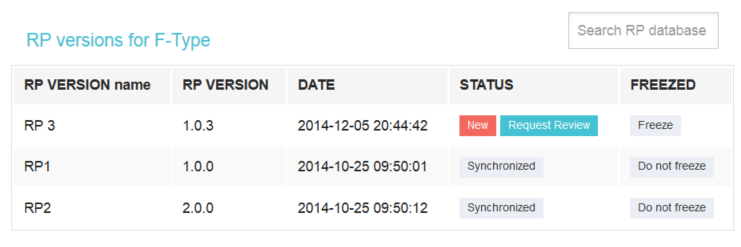 Search RP database
RP versions for F-Type
RP VERSION name RP VERSION DATE STATUS FREEZED
RP 3 1.0.3 2014-12-05 20:44:42 New Request Review Freeze
RP1 1.0.0 2014-10-25 09:50:01 Synchronized Do not freeze
RP2 2.0.0 2014-10-25 09:50:12 Synchronized Do not freeze